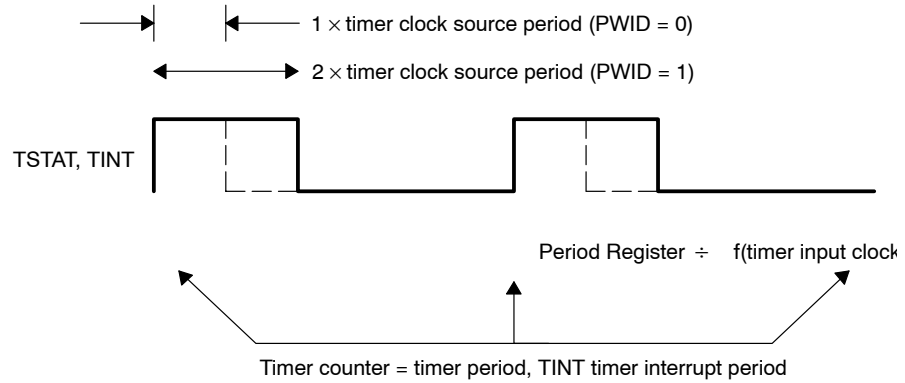 1 × timer clock source period (PWID = 0)
2 × timer clock source period (PWID = 1)
TSTAT, TINT
Period Register ÷ f(timer input clock
Timer counter = timer period, TINT timer interrupt period